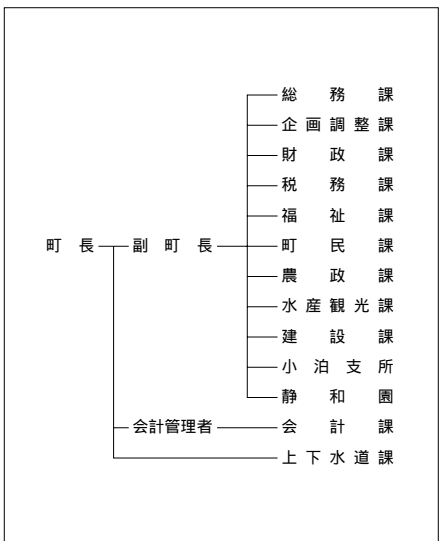 総務課
企画調整課
財政課
税務課
福祉課
町長 副町長 町民課
農政課
水産観光課
建設課
小泊支所
静和園
会計管理者 会計課
上下水道課